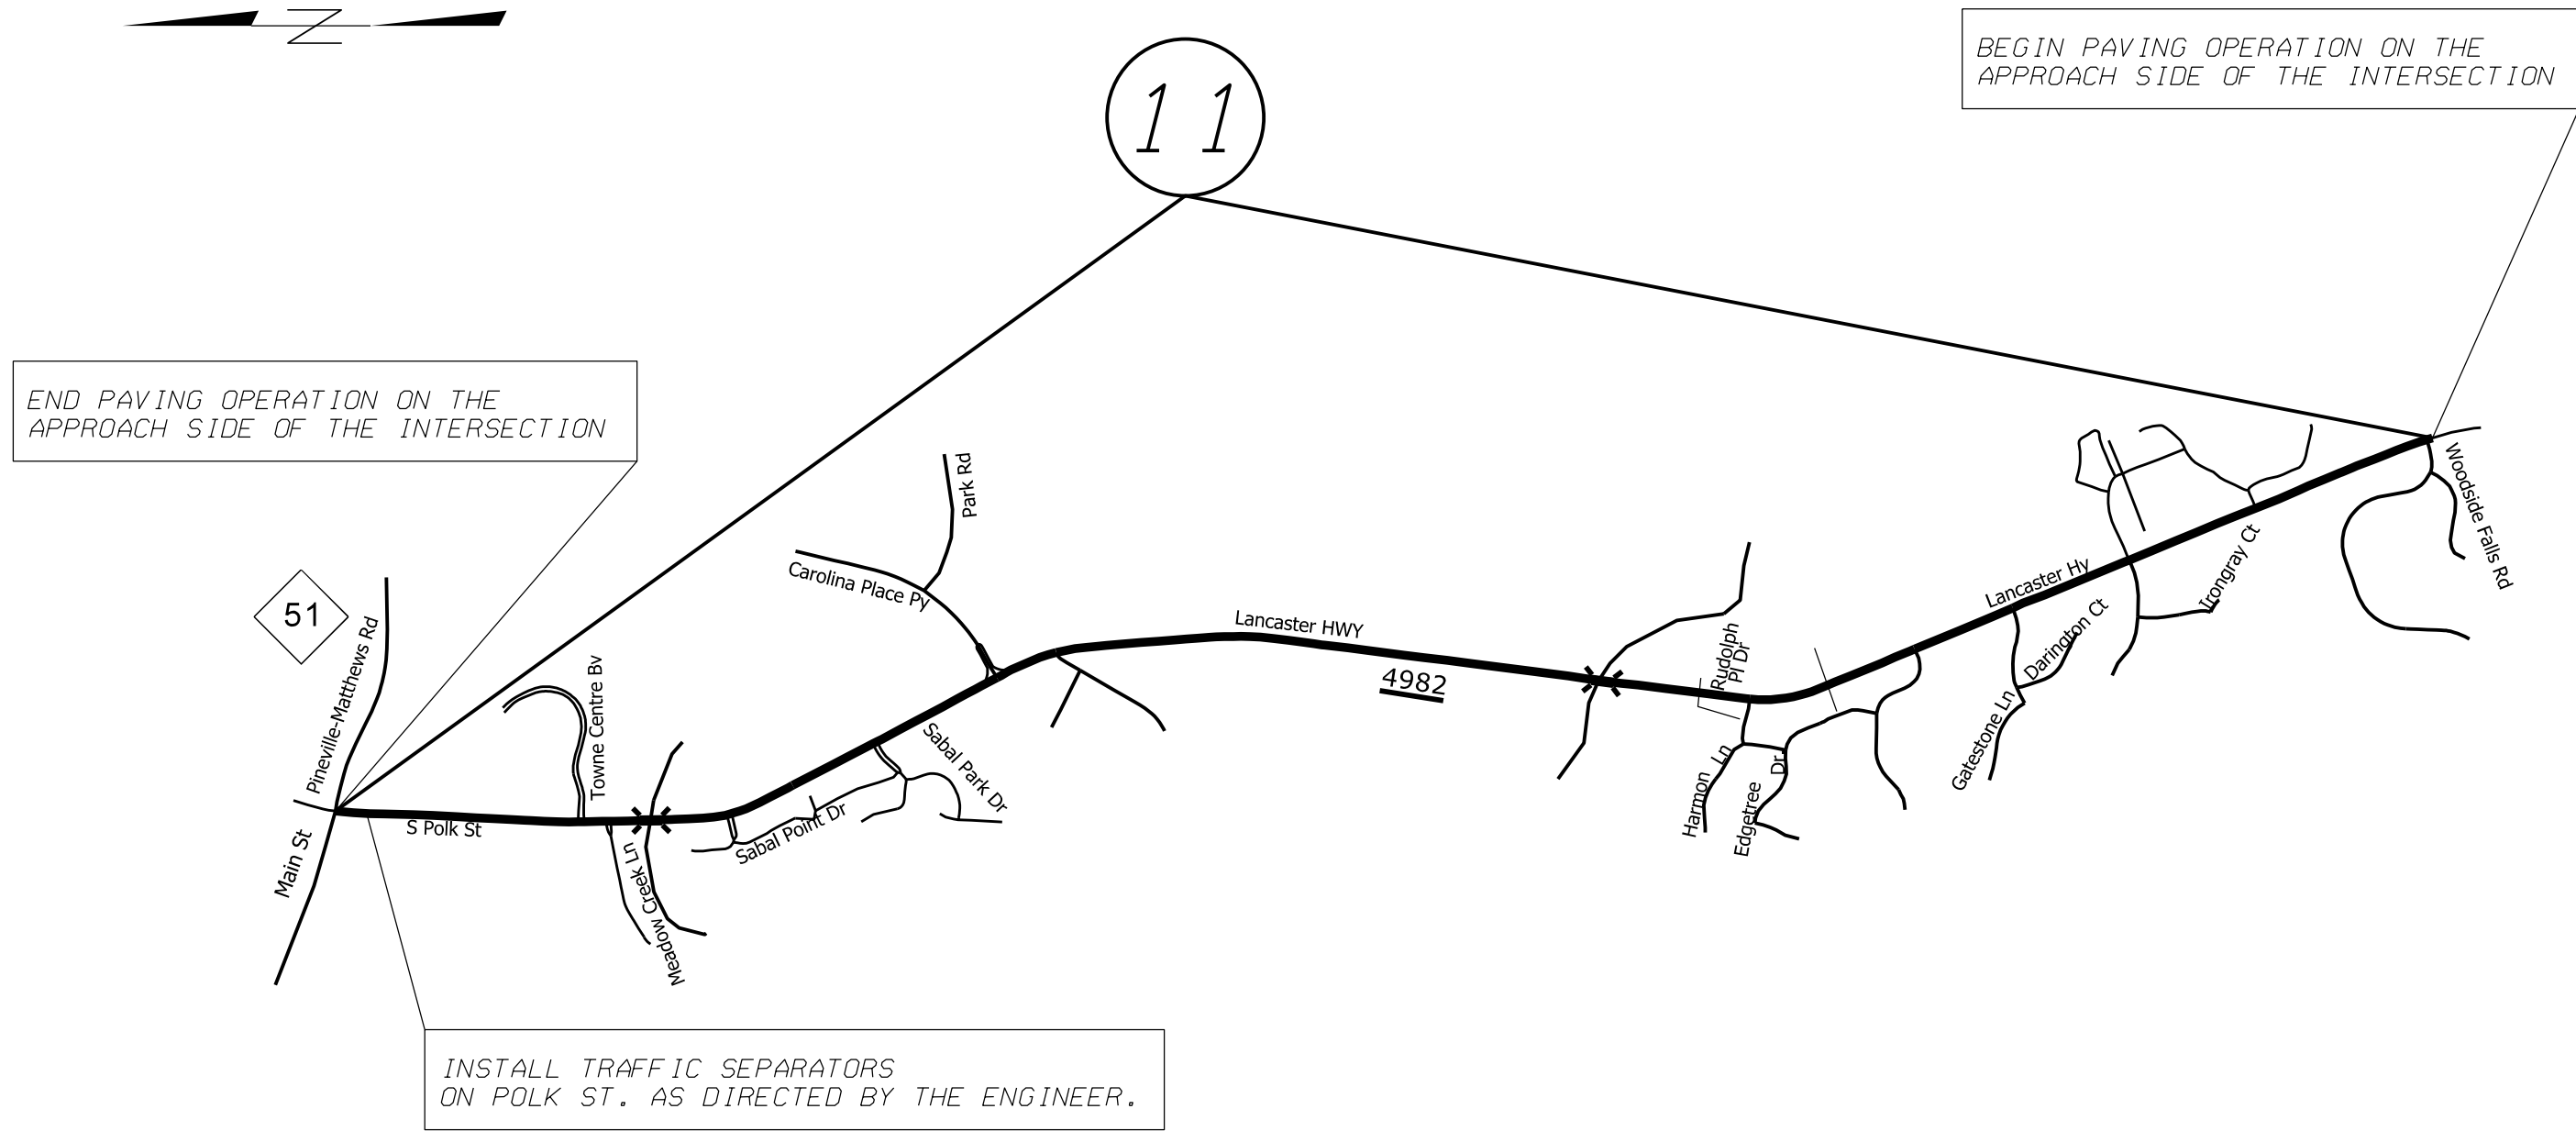 N
11
BEGIN PAVING OPERATION ON THE
APPROACH SIDE OF THE INTERSECTION
END PAVING OPERATION ON THE
APPROACH SIDE OF THE INTERSECTION
51
Pineville-Matthews Rd
Main St
S Polk St
Towne Centre Bv
Meadow Creek Ln
Sabal Point Dr
Sabal Park Dr
Carolina Place Py
Park Rd
Lancaster HWY
4982
Rudolph
Pl Dr
Harmon Ln
Edgetree Dr
Lancaster Hy
Gatestone Ln
Darington Ct
Irongray Ct
Woodside Falls Rd
INSTALL TRAFFIC SEPARATORS
ON POLK ST. AS DIRECTED BY THE ENGINEER.